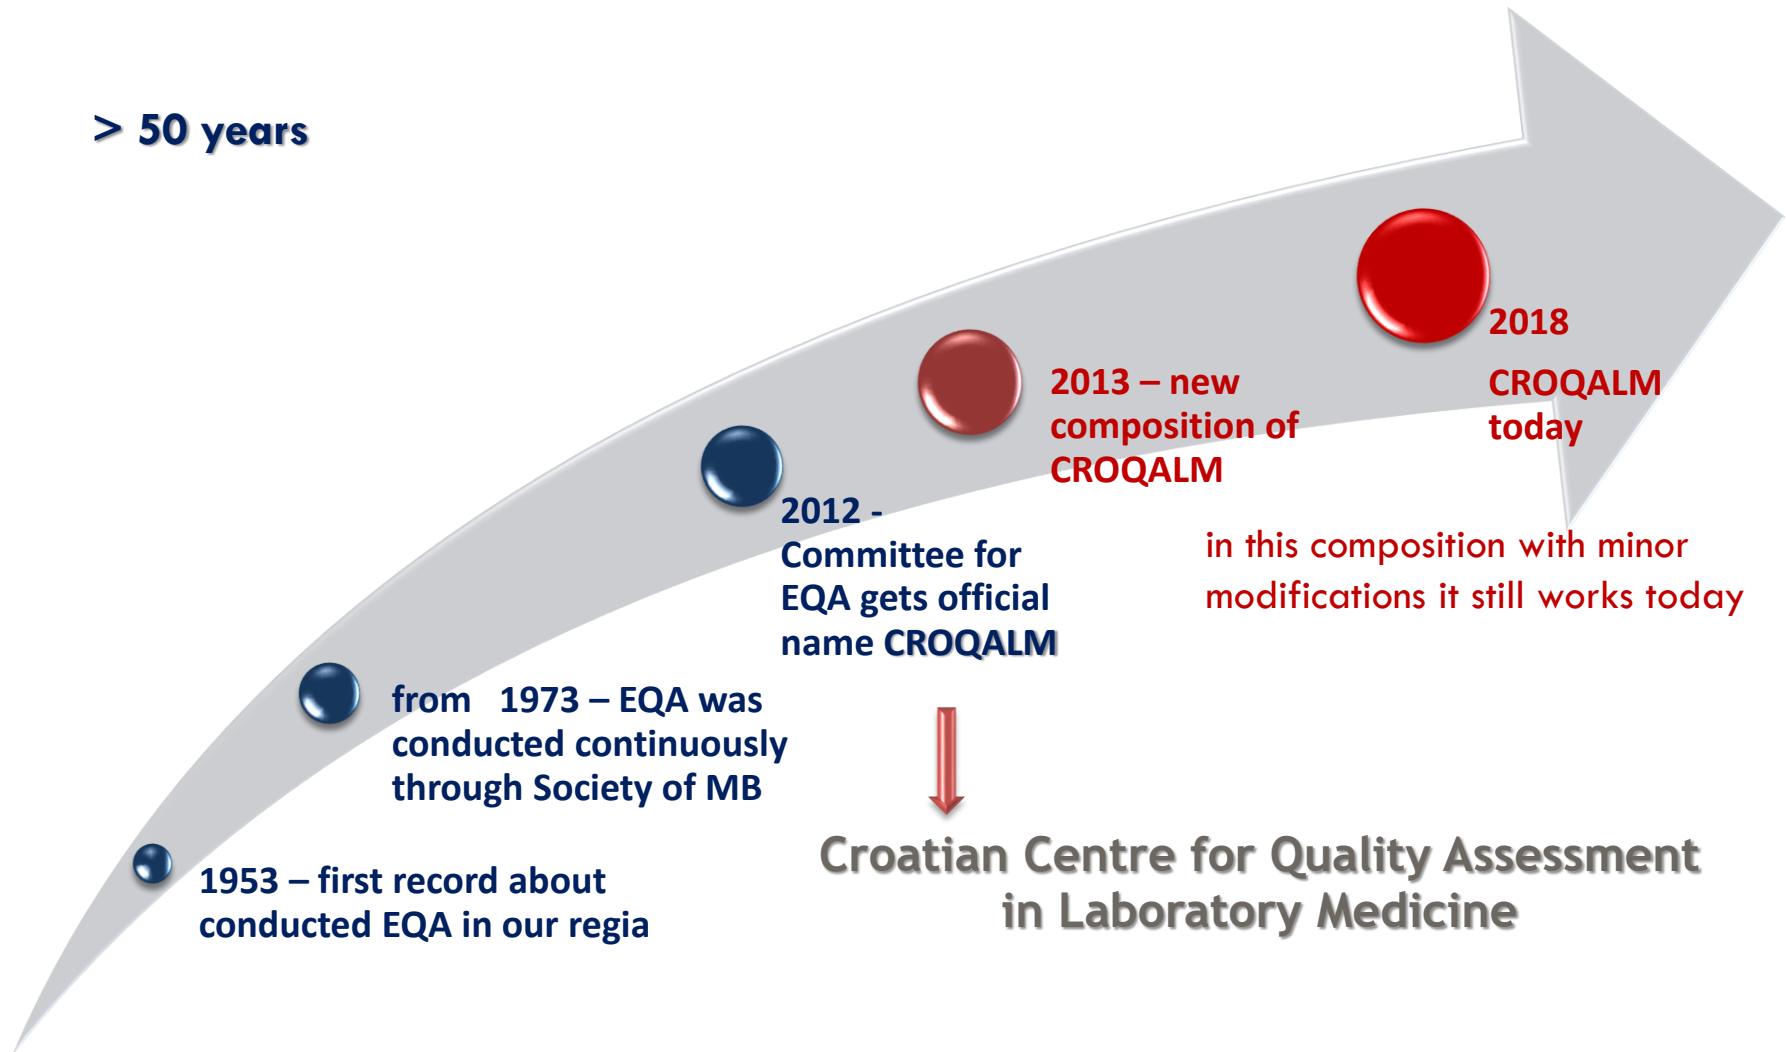 > 50 years
2018
CROQALM
today
2013 – new
composition of
CROQALM
in this composition with minor
modifications it still works today
2012 -
Committee for
EQA gets official
name CROQALM
from 1973 – EQA was
conducted continuously
through Society of MB
1953 – first record about
conducted EQA in our regia
Croatian Centre for Quality Assessment
in Laboratory Medicine